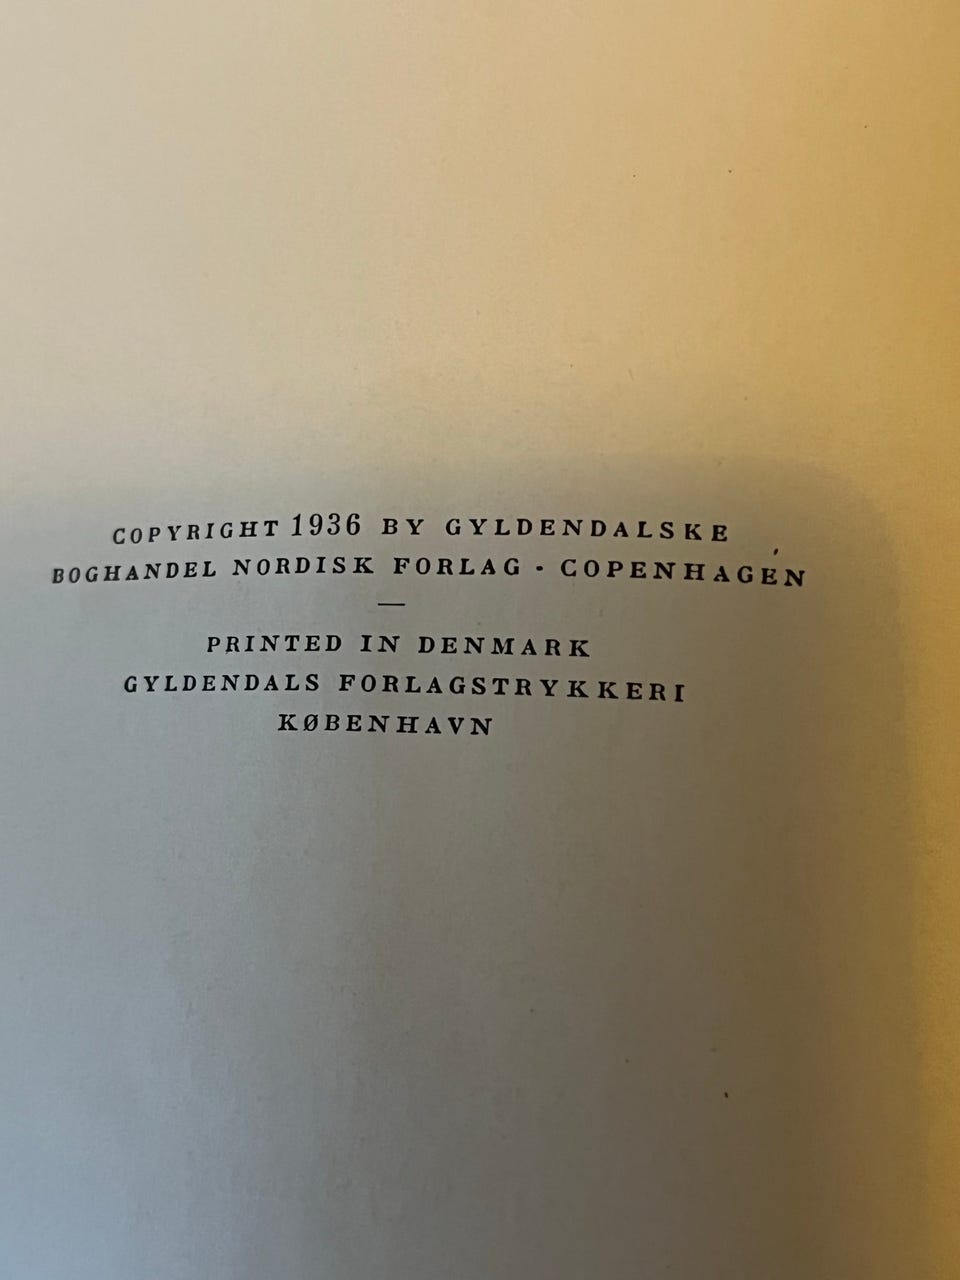 COPYRIGHT 1936 BY GYLDENDALSKE
BOGHANDEL NORDISK FORLAG · COPENHAGEN
—
PRINTED IN DENMARK
GYLDENDALS FORLAGSTRYKKERI
KØBENHAVN